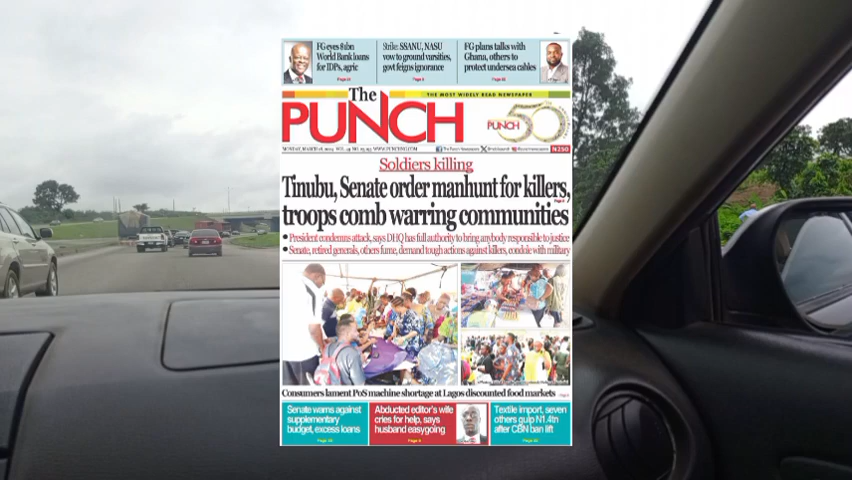 FG eyes $1bn
World Bank loans
for IDPs, agric
Strike: SSANU, NASU
vow to ground varsities,
govt feigns ignorance
FG plans talks with
Ghana, others to
protect undersea cables
The
THE MOST WIDELY READ NEWSPAPER
PUNCH
PUNCH 50
MONDAY, MARCH 18, 2024
N250
Soldiers killing
Tinubu, Senate order manhunt for killers,
troops comb warring communities
• President condemns attack, says DHQ has full authority to bring anybody responsible to justice
• Senate, retired generals, others fume, demand tough actions against killers, condole with military
Consumers lament PoS machine shortage at Lagos discounted food markets
Senate warns against
supplementary
budget, excess loans
Abducted editor's wife
cries for help, says
husband easygoing
Textile import, seven
others gulp N1.4tn
after CBN ban lift